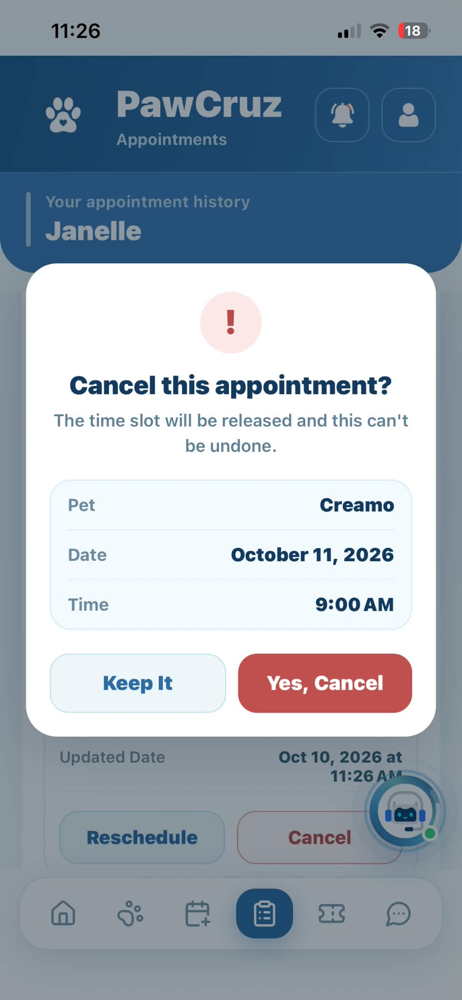 11:26
18
PawCruz
Appointments
Your appointment history
Janelle
!
Cancel this appointment?
The time slot will be released and this can't
be undone.
Pet Creamo
Date October 11, 2026
Time 9:00 AM
Keep It Yes, Cancel
Updated Date Oct 10, 2026 at
11:26 AM
Reschedule Cancel